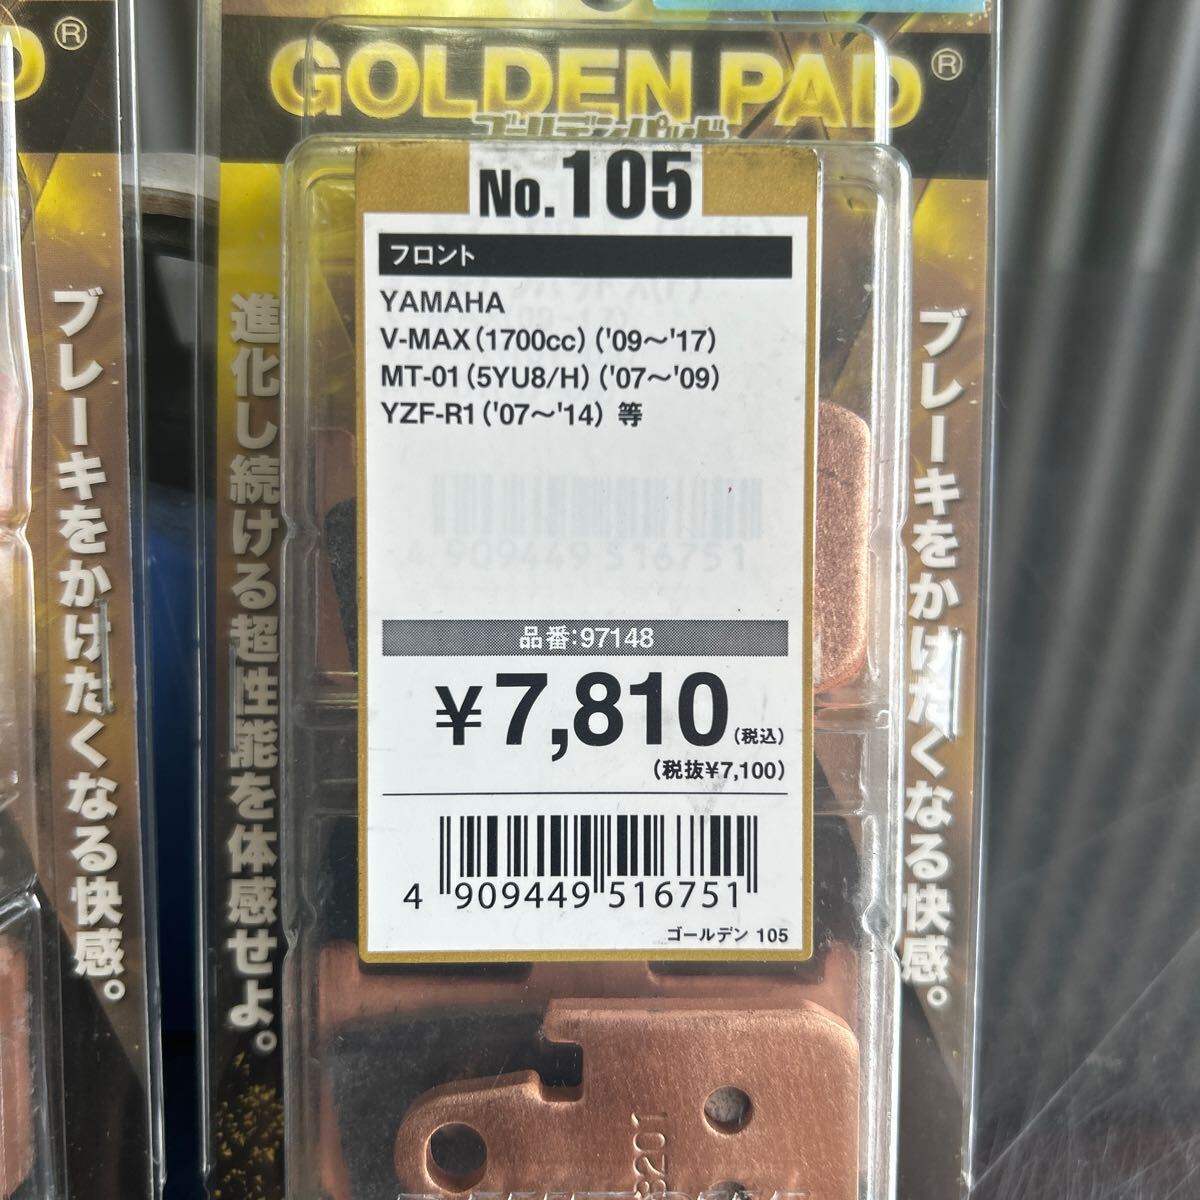 GOLDEN PAD®
ゴールデンパッド
No.105
フロント
YAMAHA
V-MAX(1700cc)('09～'17)
MT-01(5YU8/H)('07～'09)
YZF-R1('07～'14) 等
4 909449 516751
品番:97148
¥7,810(税込)
(税抜¥7,100)
4 909449 516751
ゴールデン 105
進化し続ける超性能を体感せよ。
ブレーキをかけたくなる快感。
ブレーキをかけたくなる快感。
D®
3201